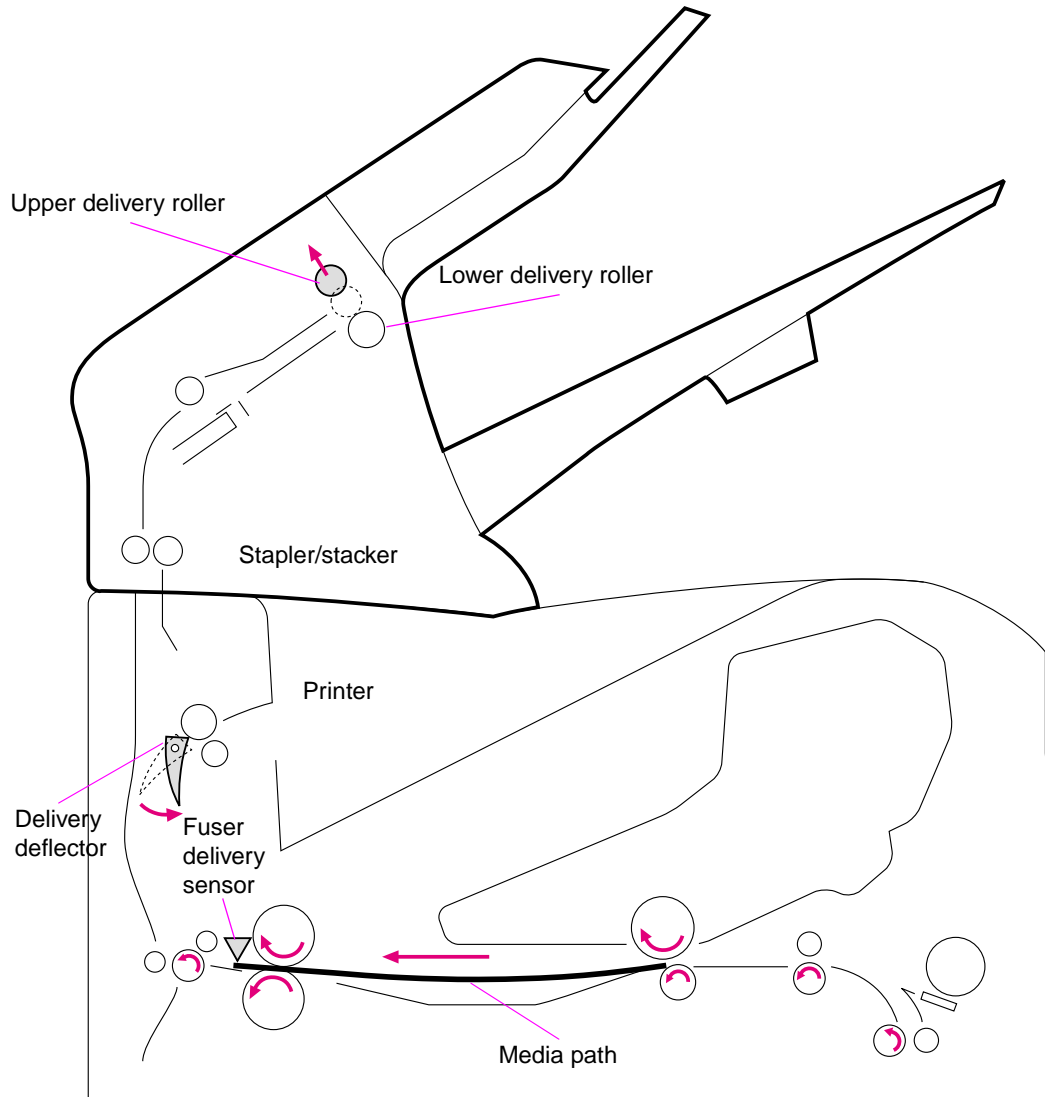 Upper delivery roller
Lower delivery roller
Stapler/stacker
Printer
Delivery
deflector
Fuser
delivery
sensor
Media path